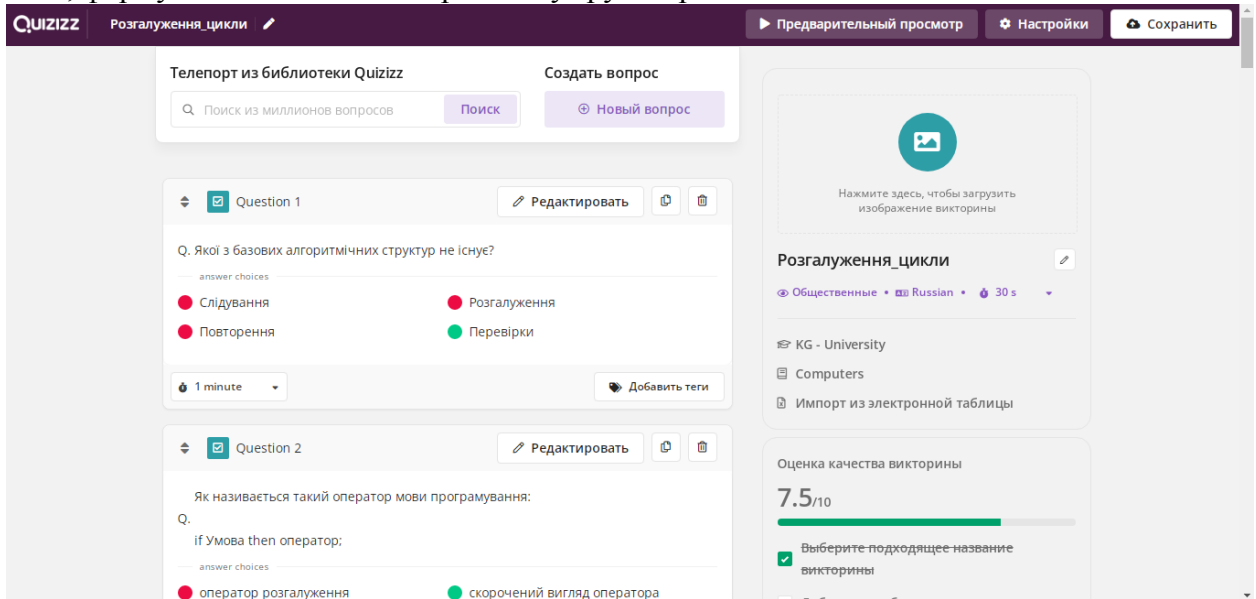 Quizizz
Розгалуження_цикли
Предварительный просмотр
Настройки
Сохранить
Телепорт из библиотеки Quizizz
Создать вопрос
Поиск из миллионов вопросов
Поиск
Новый вопрос
Question 1
Редактировать
Q. Якої з базових алгоритмічних структур не існує?
answer choices
Слідування
Розгалуження
Повторення
Перевірки
1 minute
Добавить теги
Question 2
Редактировать
Як називається такий оператор мови програмування:
Q.
if Умова then оператор;
answer choices
оператор розгалуження
скорочений вигляд оператора
Нажмите здесь, чтобы загрузить
изображение викторины
Розгалуження_цикли
Общественные • Russian • 30 s
KG - University
Computers
Импорт из электронной таблицы
Оценка качества викторины
7.5/10
Выберите подходящее название
викторины